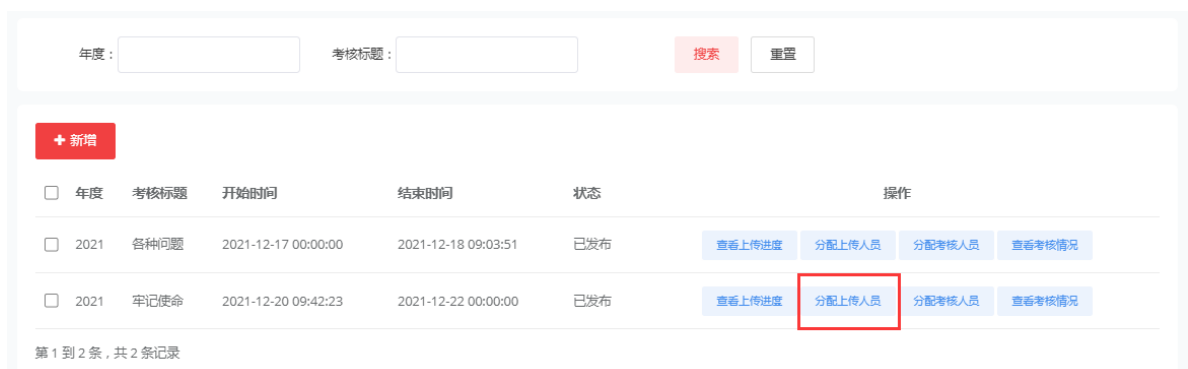 年度： 考核标题： 搜索 重置
+ 新增
年度 考核标题 开始时间 结束时间 状态 操作
2021 各种问题 2021-12-17 00:00:00 2021-12-18 09:03:51 已发布 查看上传进度 分配上传人员 分配考核人员 查看考核情况
2021 牢记使命 2021-12-20 09:42:23 2021-12-22 00:00:00 已发布 查看上传进度 分配上传人员 分配考核人员 查看考核情况
第 1 到 2 条，共 2 条记录